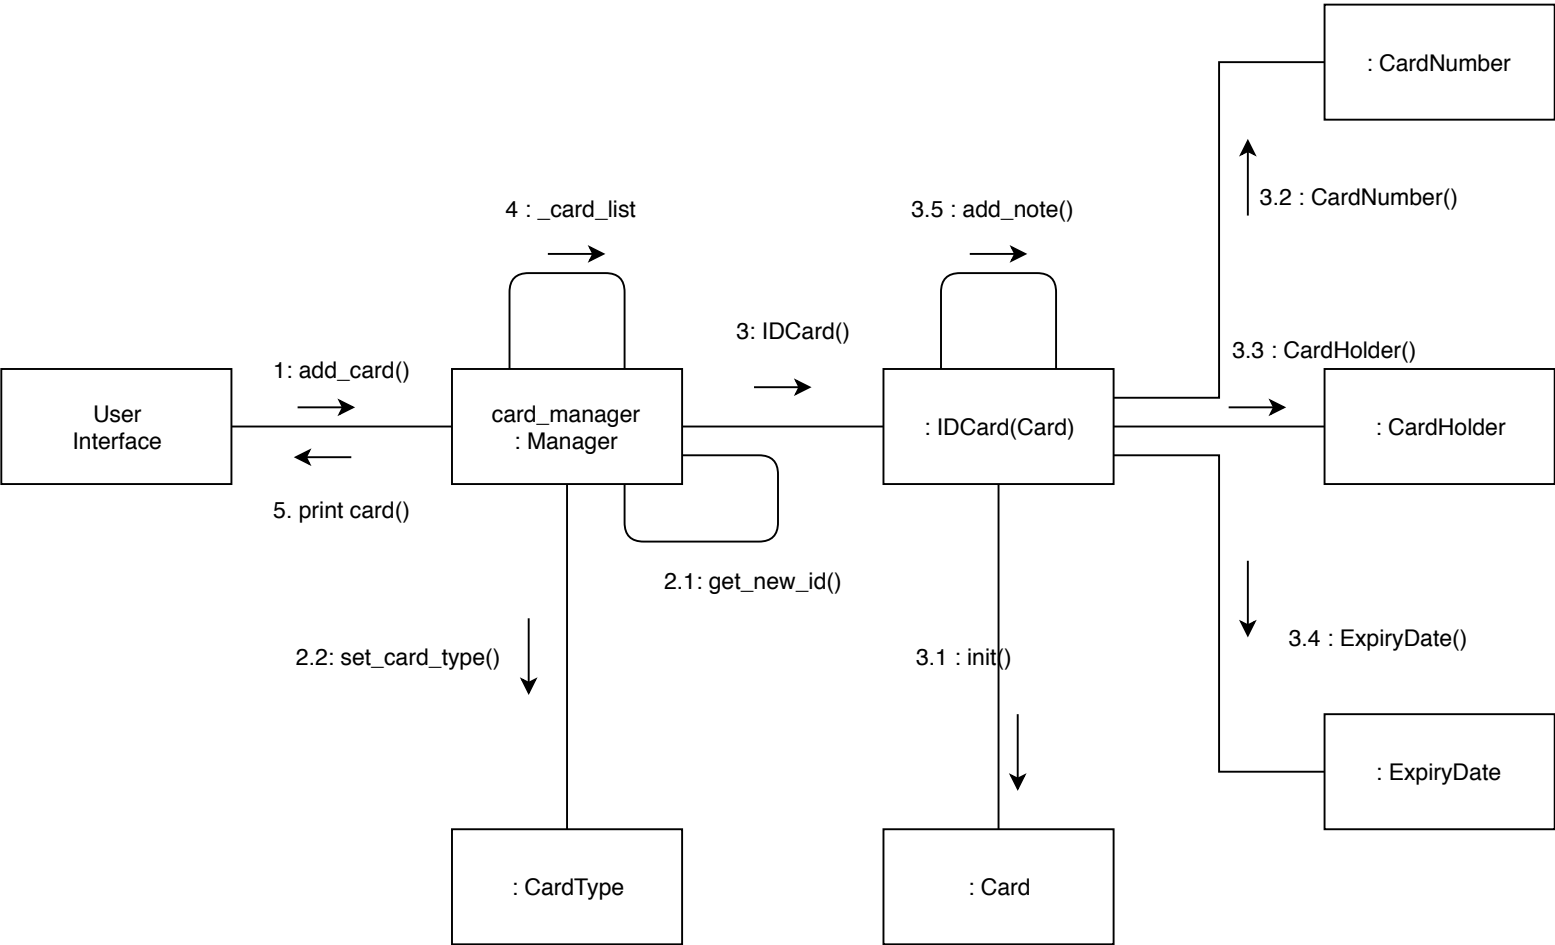 : CardNumber
3.2 : CardNumber()
4 : _card_list
3.5 : add_note()
3: IDCard()
3.3 : CardHolder()
1: add_card()
User
Interface
card_manager
: Manager
: IDCard(Card)
: CardHolder
5. print card()
2.1: get_new_id()
2.2: set_card_type()
3.1 : init()
3.4 : ExpiryDate()
: ExpiryDate
: CardType
: Card